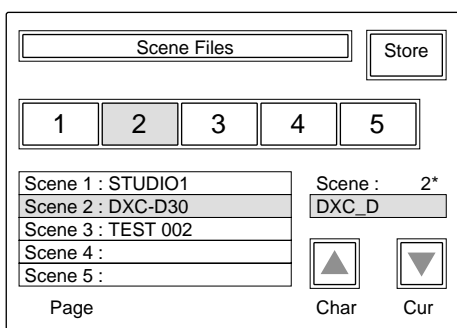 Scene Files
Store
1 2 3 4 5
Scene 1 : STUDIO1
Scene 2 : DXC-D30
Scene 3 : TEST 002
Scene 4 :
Scene 5 :
Scene : 2*
DXC_D
Page
Char Cur